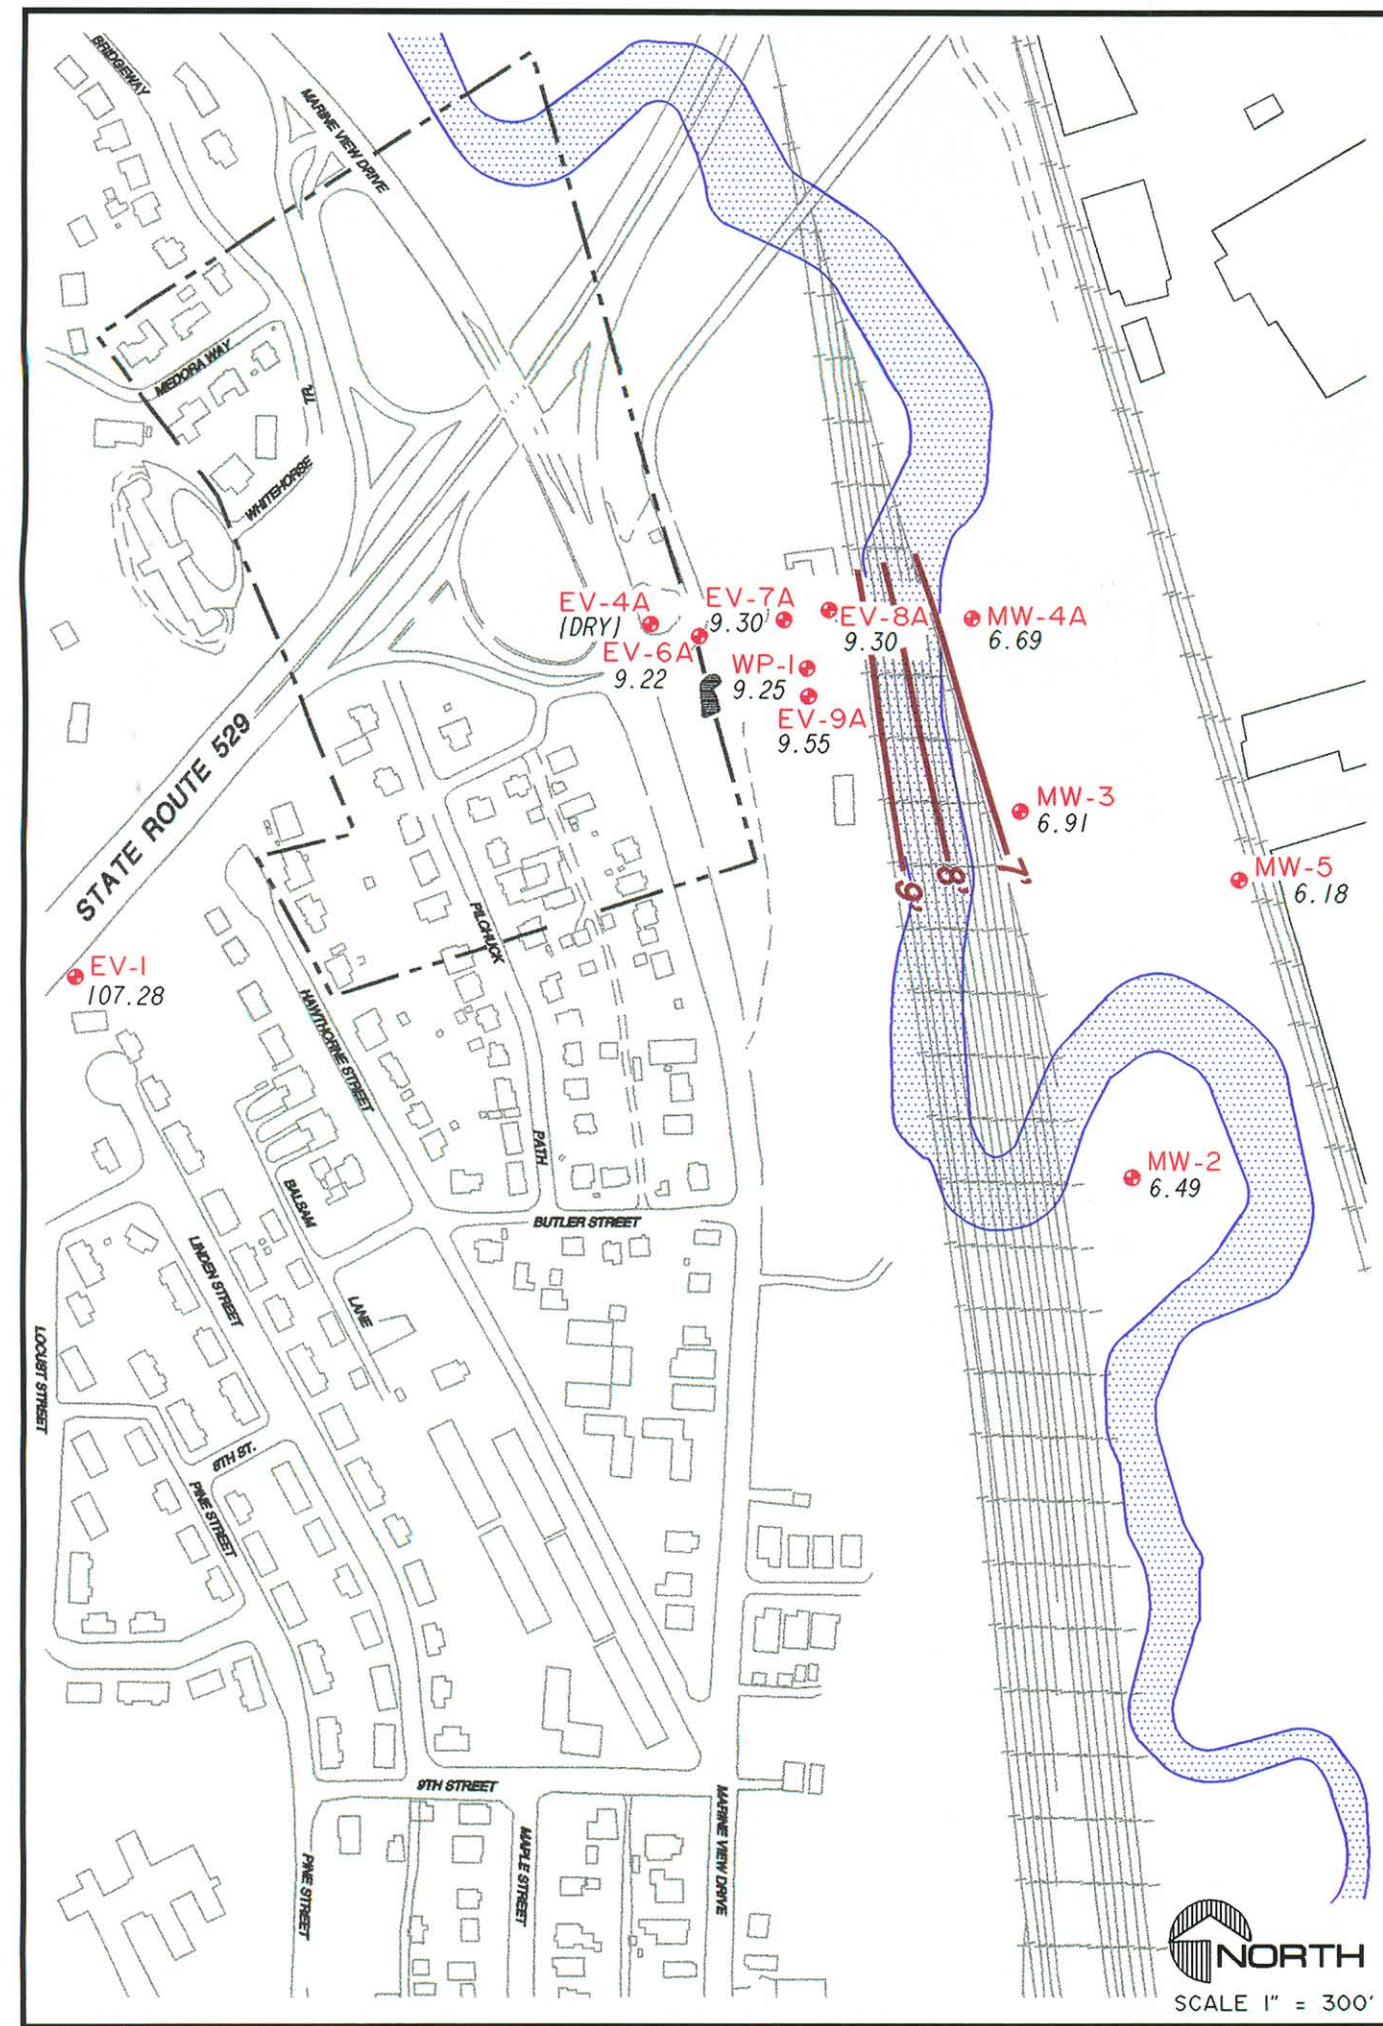 BRIDGEWAY
MARINE VIEW DRIVE
MEDORA WAY
TR.
WHITEHORSE
EV-4A
(DRY)
EV-7A
9.30
EV-8A
9.30
MW-4A
6.69
EV-6A
9.22
WP-1
9.25
EV-9A
9.55
STATE ROUTE 529
MW-3
6.91
9'
8'
7'
MW-5
6.18
PILCHUCK
EV-1
107.28
HAWTHORNE STREET
PATH
MW-2
6.49
BALSAM
BUTLER STREET
LINDEN STREET
LANE
LOCUST STREET
8TH ST.
PINE STREET
9TH STREET
MARINE VIEW DRIVE
PINE STREET
MAPLE STREET
NORTH
SCALE 1" = 300'